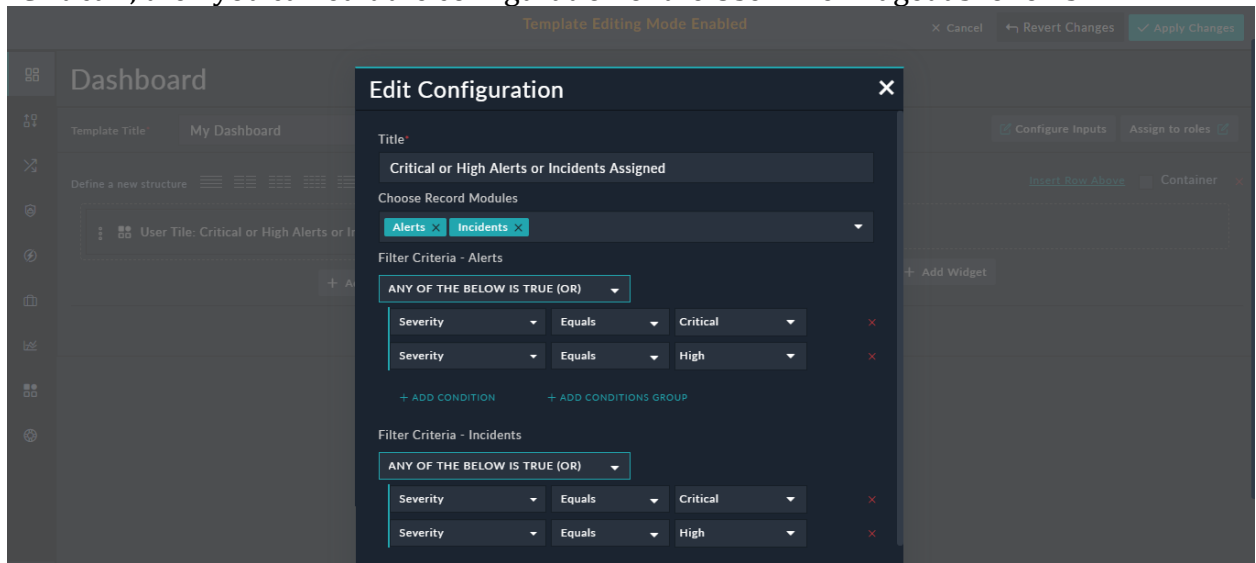 Template Editing Mode Enabled
× Cancel
Revert Changes
Apply Changes
Dashboard
Template Title
My Dashboard
Configure Inputs
Assign to roles
Define a new structure
Insert Row Above
Container
User Tile: Critical or High Alerts or
+ Add Widget
Edit Configuration
Title*
Critical or High Alerts or Incidents Assigned
Choose Record Modules
Alerts × Incidents ×
Filter Criteria - Alerts
ANY OF THE BELOW IS TRUE (OR)
Severity Equals Critical
Severity Equals High
+ ADD CONDITION + ADD CONDITIONS GROUP
Filter Criteria - Incidents
ANY OF THE BELOW IS TRUE (OR)
Severity Equals Critical
Severity Equals High